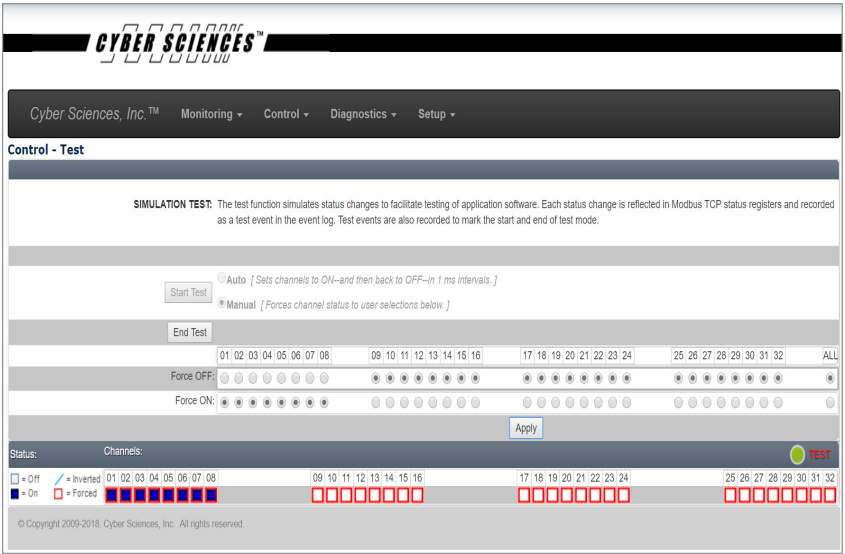 CYBER SCIENCES™
Cyber Sciences, Inc.™ Monitoring Control Diagnostics Setup
Control - Test
SIMULATION TEST: The test function simulates status changes to facilitate testing of application software. Each status change is reflected in Modbus TCP status registers and recorded
as a test event in the event log. Test events are also recorded to mark the start and end of test mode.
Start Test
Auto [ Sets channels to ON--and then back to OFF--in 1 ms intervals. ]
Manual [ Forces channel status to user selections below. ]
End Test
01 02 03 04 05 06 07 08 09 10 11 12 13 14 15 16 17 18 19 20 21 22 23 24 25 26 27 28 29 30 31 32 ALL
Force OFF:
Force ON:
Apply
Status: Channels: TEST
= Off = Inverted 01 02 03 04 05 06 07 08 09 10 11 12 13 14 15 16 17 18 19 20 21 22 23 24 25 26 27 28 29 30 31 32
= On = Forced
© Copyright 2009-2018. Cyber Sciences, Inc. All rights reserved.